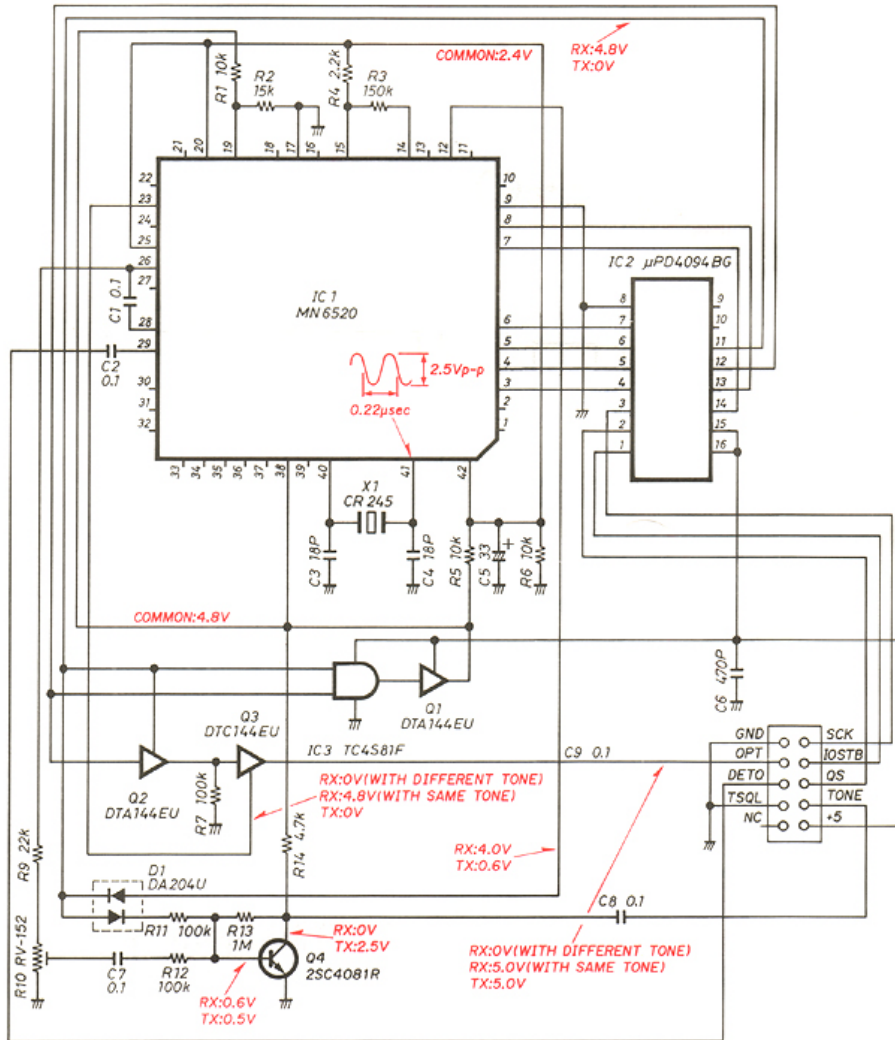 RX:4.8V
TX:0V
COMMON:2.4V
R1 10k
R2
15k
R4 2.2k
R3
150k
21
20
19
18
17
16
15
14
13
12
11
22
23
24
25
26
27
28
29
30
31
32
10
9
8
7
6
5
4
3
2
1
IC1
MN6520
C1 0.1
C2
0.1
2.5Vp-p
0.22μsec
IC2 μPD4094BG
8
7
6
5
4
3
2
1
9
10
11
12
13
14
15
16
33
34
35
36
37
38
39
40
41
42
X1
CR245
C3 18P
C4 18P
R5 10k
C5 33
+
R6 10k
COMMON:4.8V
Q1
DTA144EU
C6 470P
Q3
DTC144EU
IC3 TC4S81F
C9 0.1
Q2
DTA144EU
R7 100k
RX:0V(WITH DIFFERENT TONE)
RX:4.8V(WITH SAME TONE)
TX:0V
GND
OPT
DETO
TSQL
NC
SCK
IOSTB
QS
TONE
+5
R14 4.7k
RX:4.0V
TX:0.6V
R9 22k
D1
DA204U
R11 100k
R13
1M
C8 0.1
RX:0V
TX:2.5V
Q4
2SC4081R
R10 RV-152
C7
0.1
R12
100k
RX:0.6V
TX:0.5V
RX:0V(WITH DIFFERENT TONE)
RX:5.0V(WITH SAME TONE)
TX:5.0V